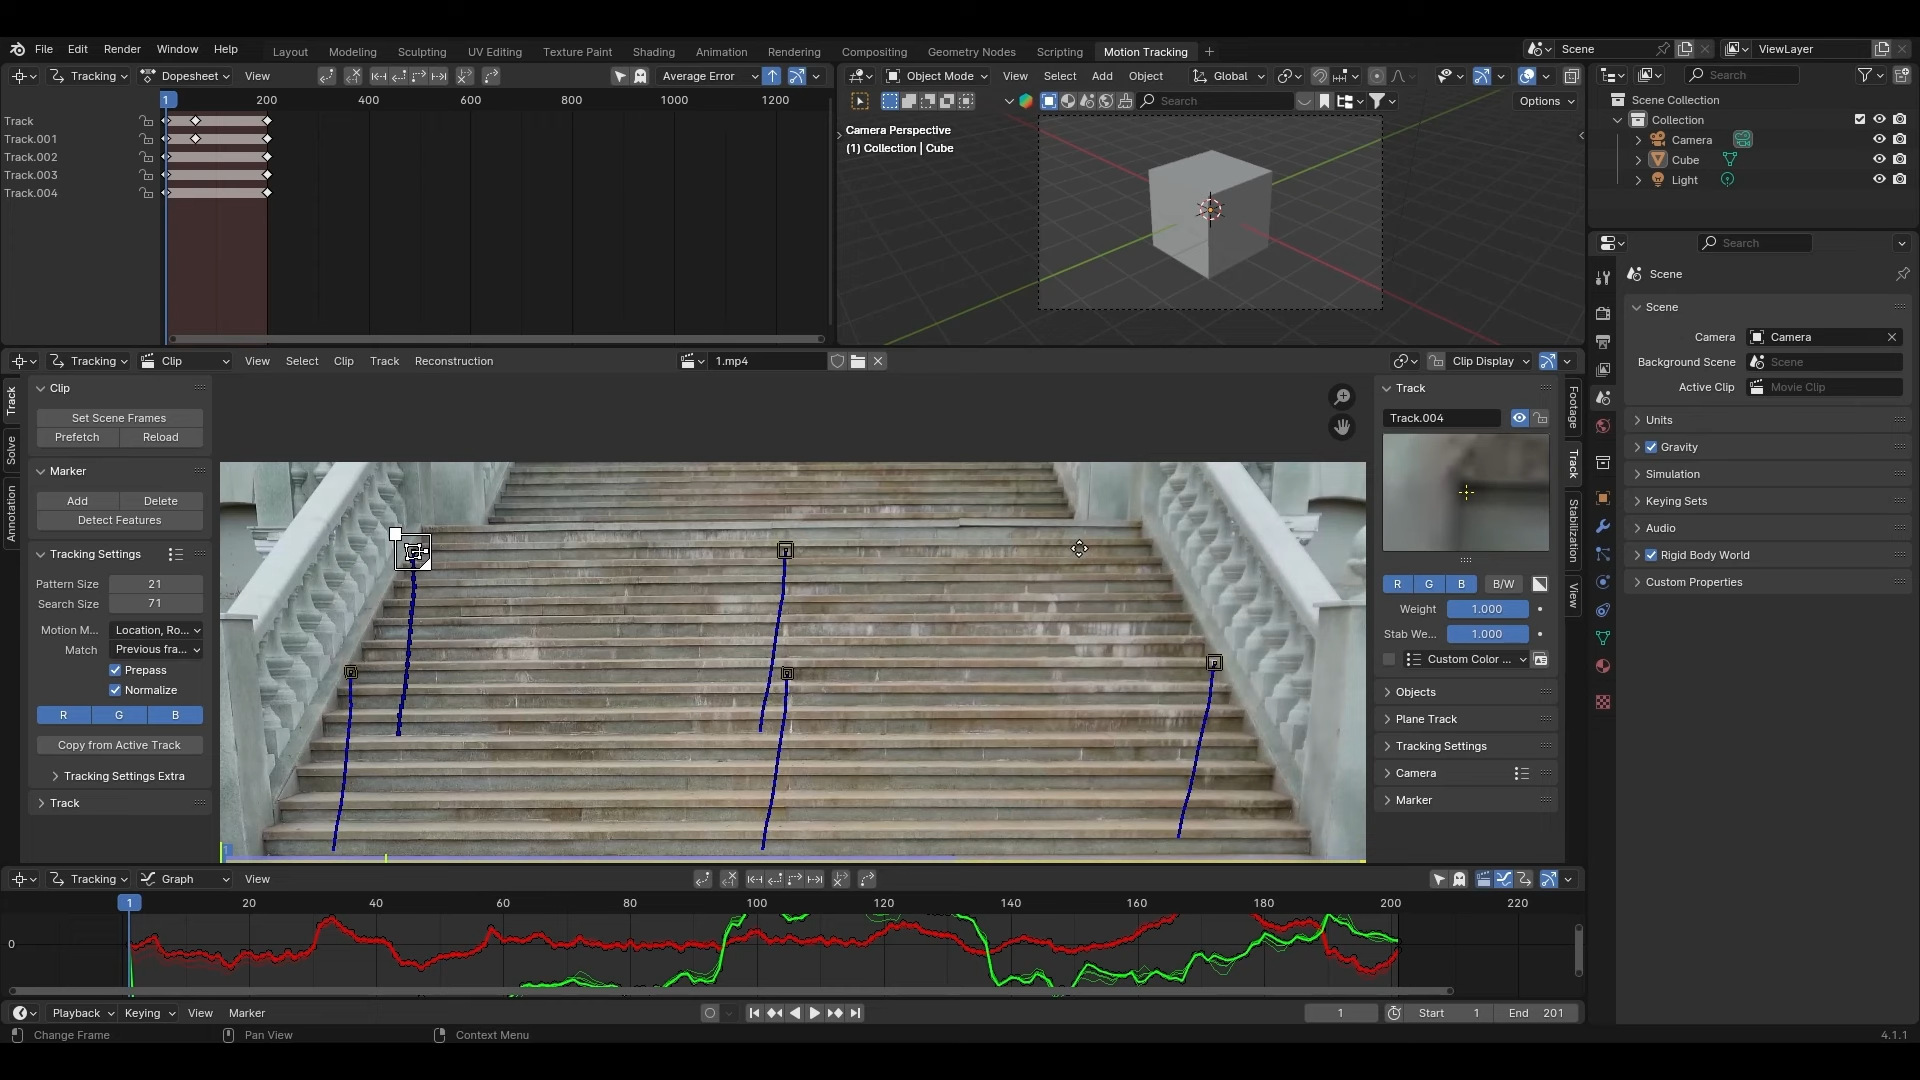 File Edit Render Window Help Layout Modeling Sculpting UV Editing Texture Paint Shading Animation Rendering Compositing Geometry Nodes Scripting Motion Tracking + Scene ViewLayer
Tracking Dopesheet View Average Error
1 200 400 600 800 1000 1200
Track
Track.001
Track.002
Track.003
Track.004
Object Mode View Select Add Object Global
Search Options
Camera Perspective
(1) Collection | Cube
Search
Scene Collection
Collection
Camera
Cube
Light
Search
Scene
Scene
Camera Camera
Background Scene Scene
Active Clip Movie Clip
Units
Gravity
Simulation
Keying Sets
Audio
Rigid Body World
Custom Properties
Tracking Clip View Select Clip Track Reconstruction 1.mp4 Clip Display
Track
Solve
Annotation
Clip
Set Scene Frames
Prefetch Reload
Marker
Add Delete
Detect Features
Tracking Settings
Pattern Size 21
Search Size 71
Motion M... Location, Ro...
Match Previous fra...
Prepass
Normalize
R G B
Copy from Active Track
Tracking Settings Extra
Track
1
Track
Track.004
R G B B/W
Weight 1.000
Stab We... 1.000
Custom Color ...
Objects
Plane Track
Tracking Settings
Camera
Marker
Footage
Track
Stabilization
View
Tracking Graph View
1 20 40 60 80 100 120 140 160 180 200 220
0
Playback Keying View Marker 1 Start 1 End 201
Change Frame Pan View Context Menu 4.1.1